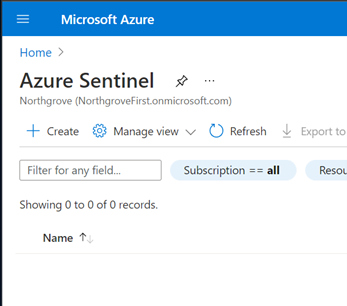 Microsoft Azure
Home
Azure Sentinel
Northgrove (NorthgroveFirst.onmicrosoft.com)
Create Manage view Refresh Export to
Filter for any field... Subscription == all Resou
Showing 0 to 0 of 0 records.
Name